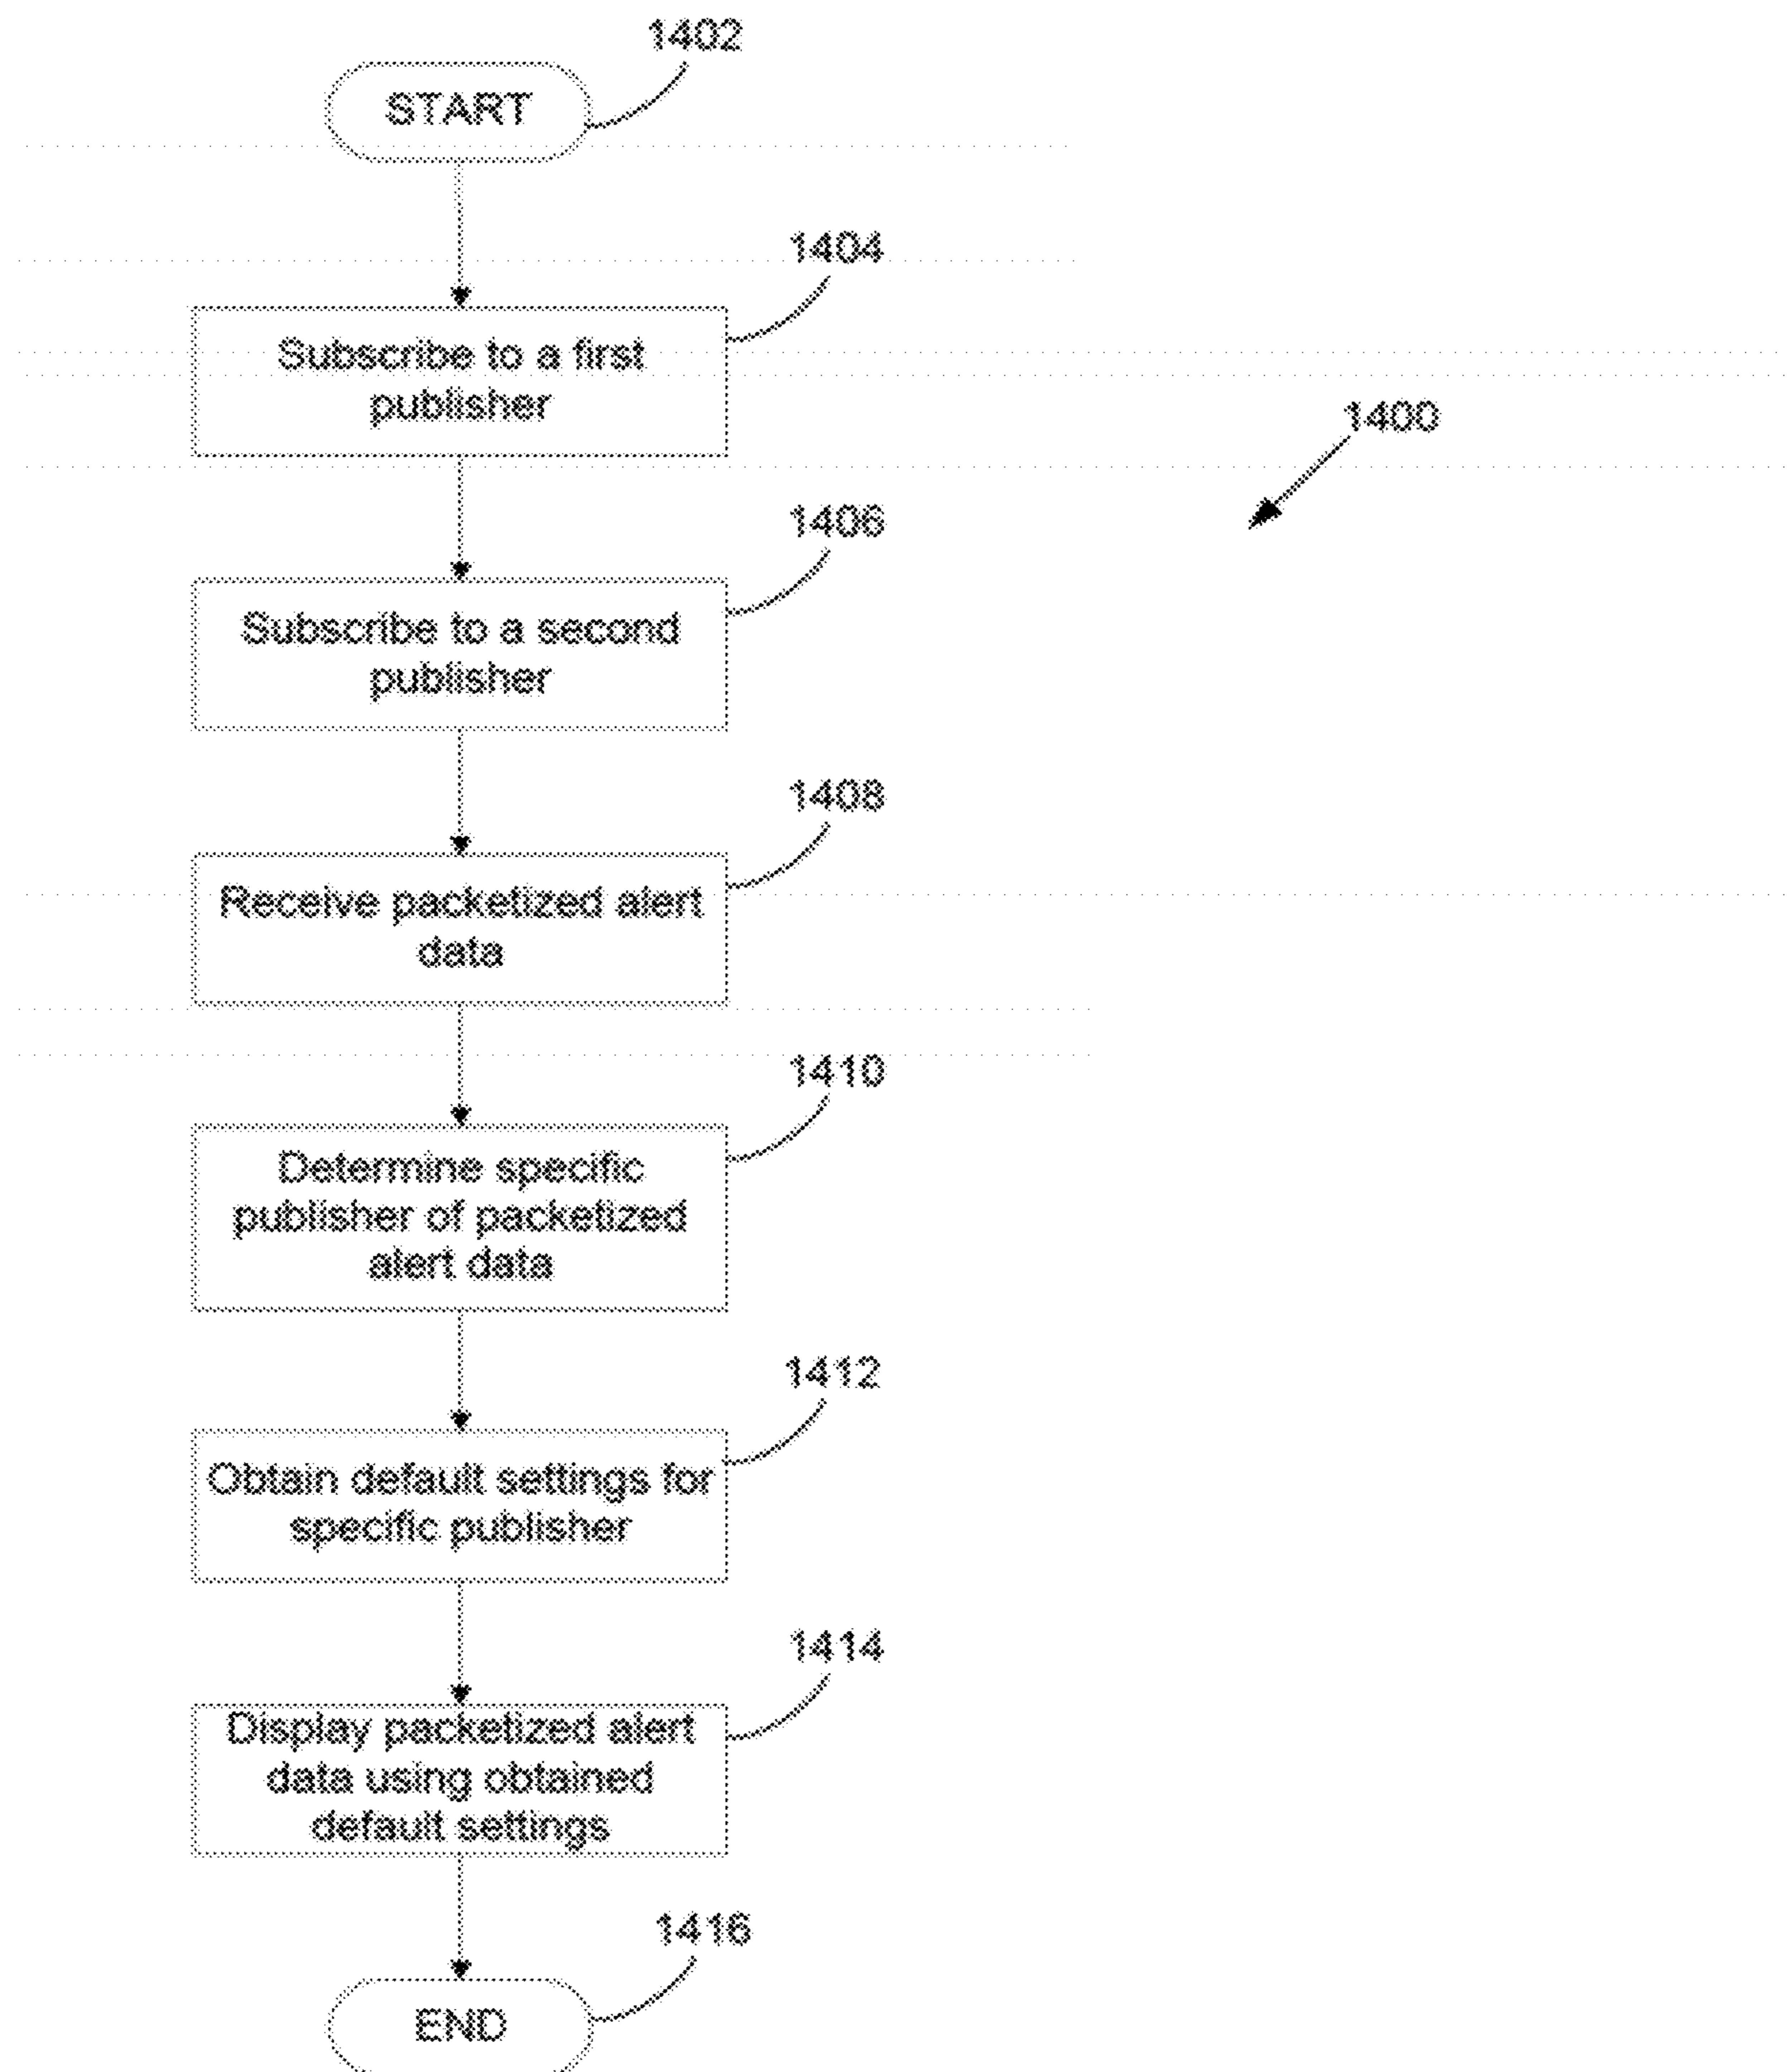 1402
START
1404
Subscribe to a first
publisher
1400
1406
Subscribe to a second
publisher
1408
Receive packetized alert
data
1410
Determine specific
publisher of packetized
alert data
1412
Obtain default settings for
specific publisher
1414
Display packetized alert
data using obtained
default settings
1416
END